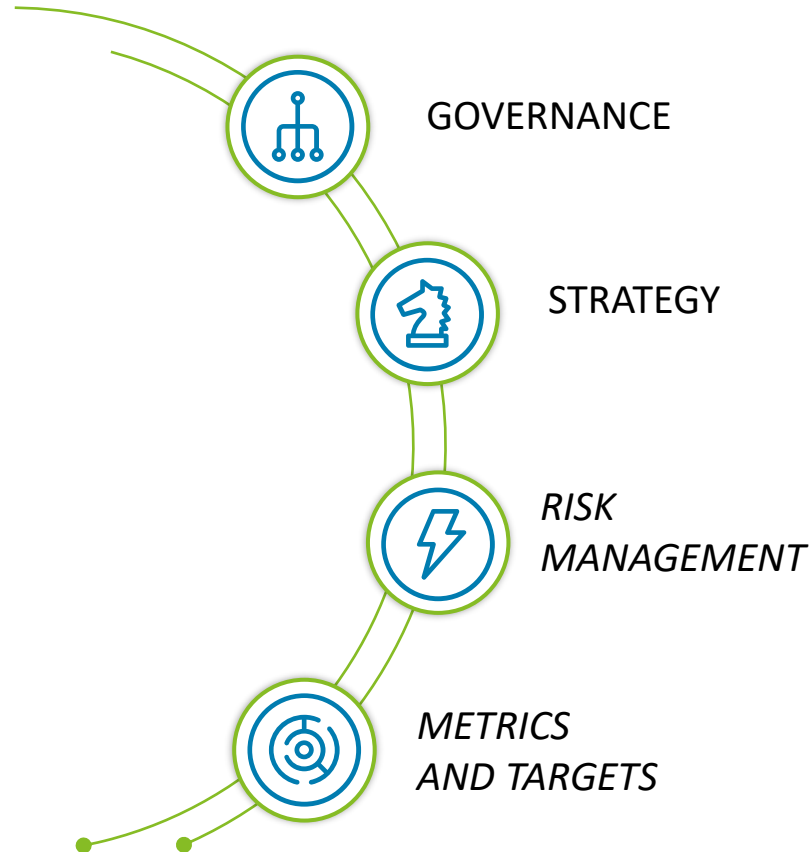 GOVERNANCE
STRATEGY
RISK
MANAGEMENT
METRICS
AND TARGETS